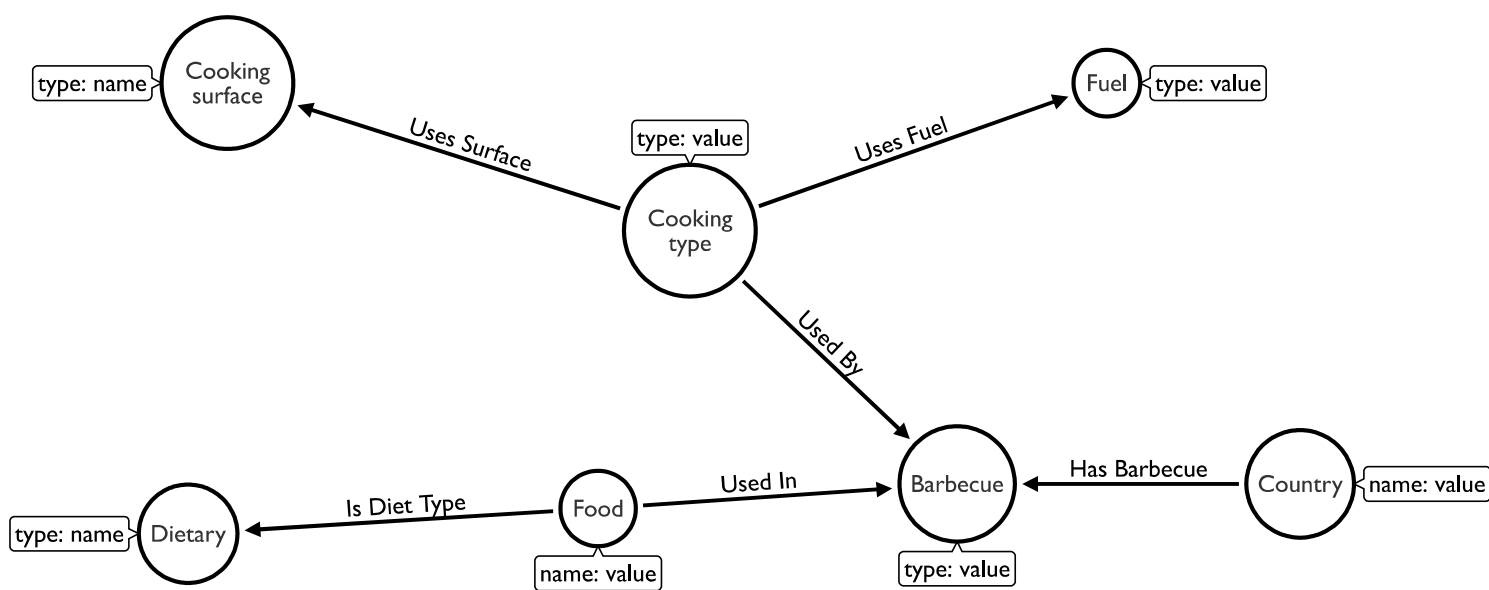 Cooking
surface
type: name
Fuel
type: value
Uses Surface
Uses Fuel
type: value
Cooking
type
Used By
Has Barbecue
Used In
Is Diet Type
Barbecue
Country
name: value
Food
Dietary
type: name
name: value
type: value